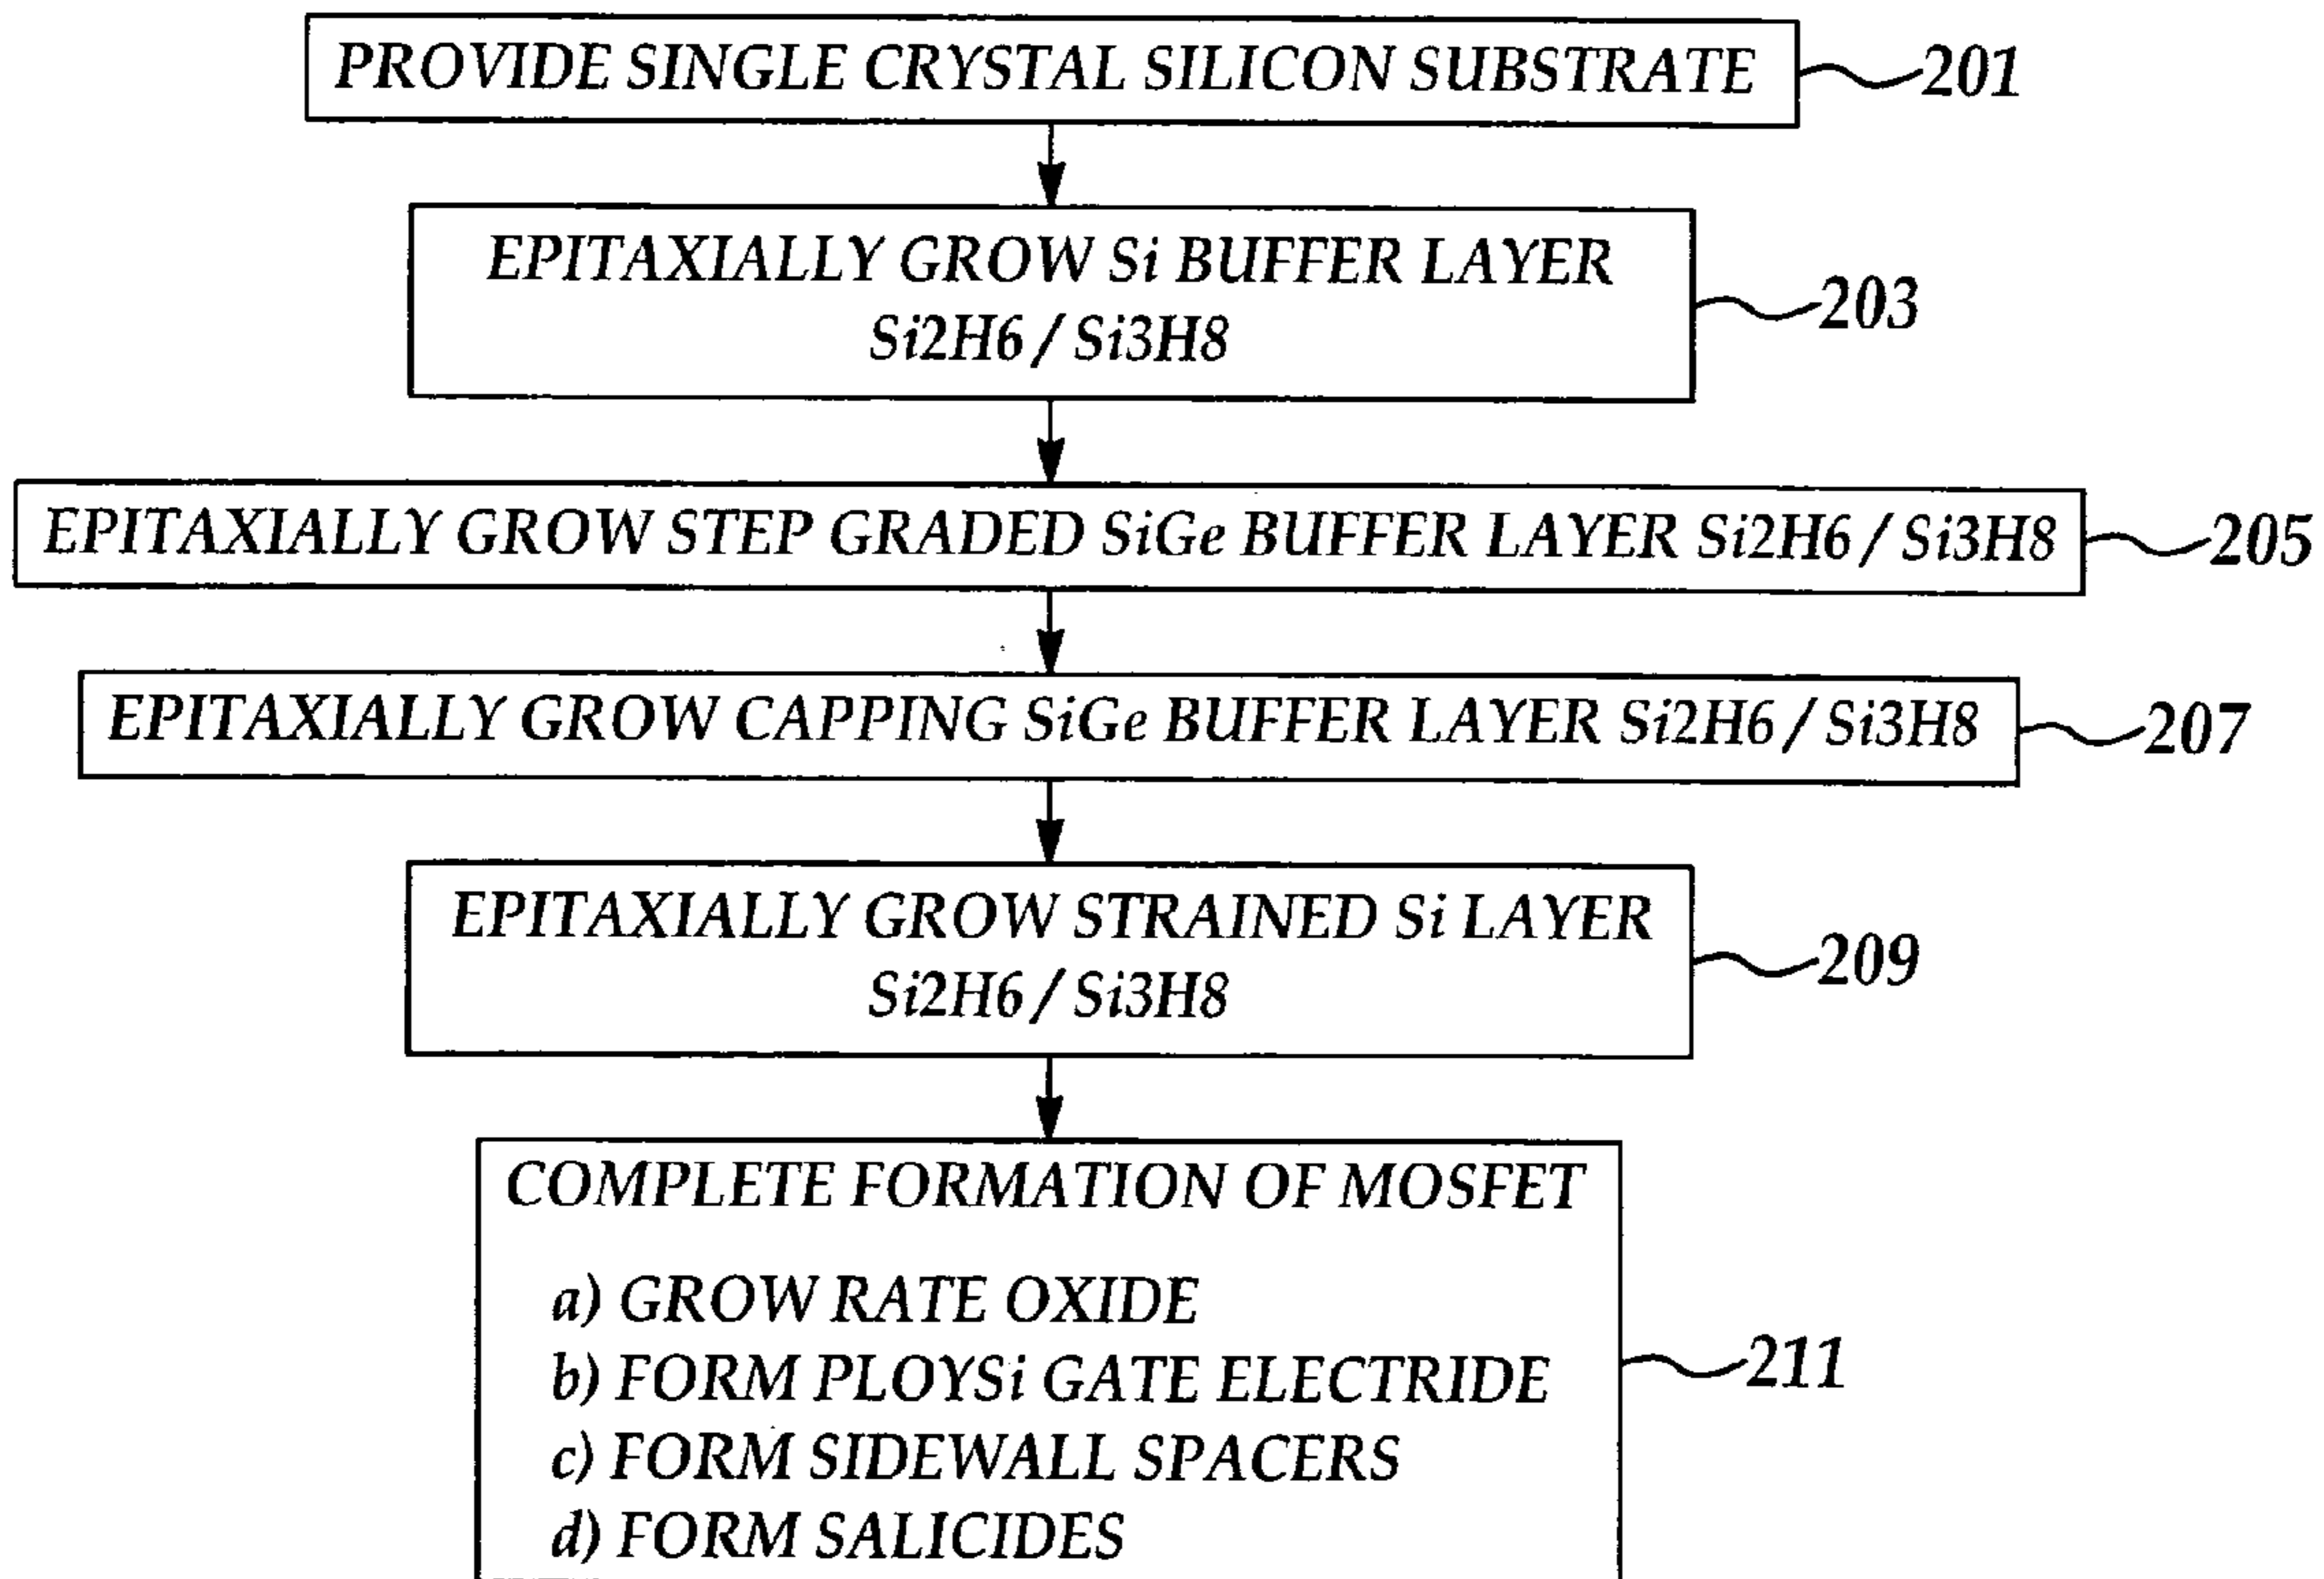 PROVIDE SINGLE CRYSTAL SILICON SUBSTRATE 201
EPITAXIALLY GROW Si BUFFER LAYER
Si2H6 / Si3H8
203
EPITAXIALLY GROW STEP GRADED SiGe BUFFER LAYER Si2H6 / Si3H8 205
EPITAXIALLY GROW CAPPING SiGe BUFFER LAYER Si2H6 / Si3H8 207
EPITAXIALLY GROW STRAINED Si LAYER
Si2H6 / Si3H8
209
COMPLETE FORMATION OF MOSFET
a) GROW RATE OXIDE
b) FORM PLOYSi GATE ELECTRIDE
c) FORM SIDEWALL SPACERS
d) FORM SALICIDES
211